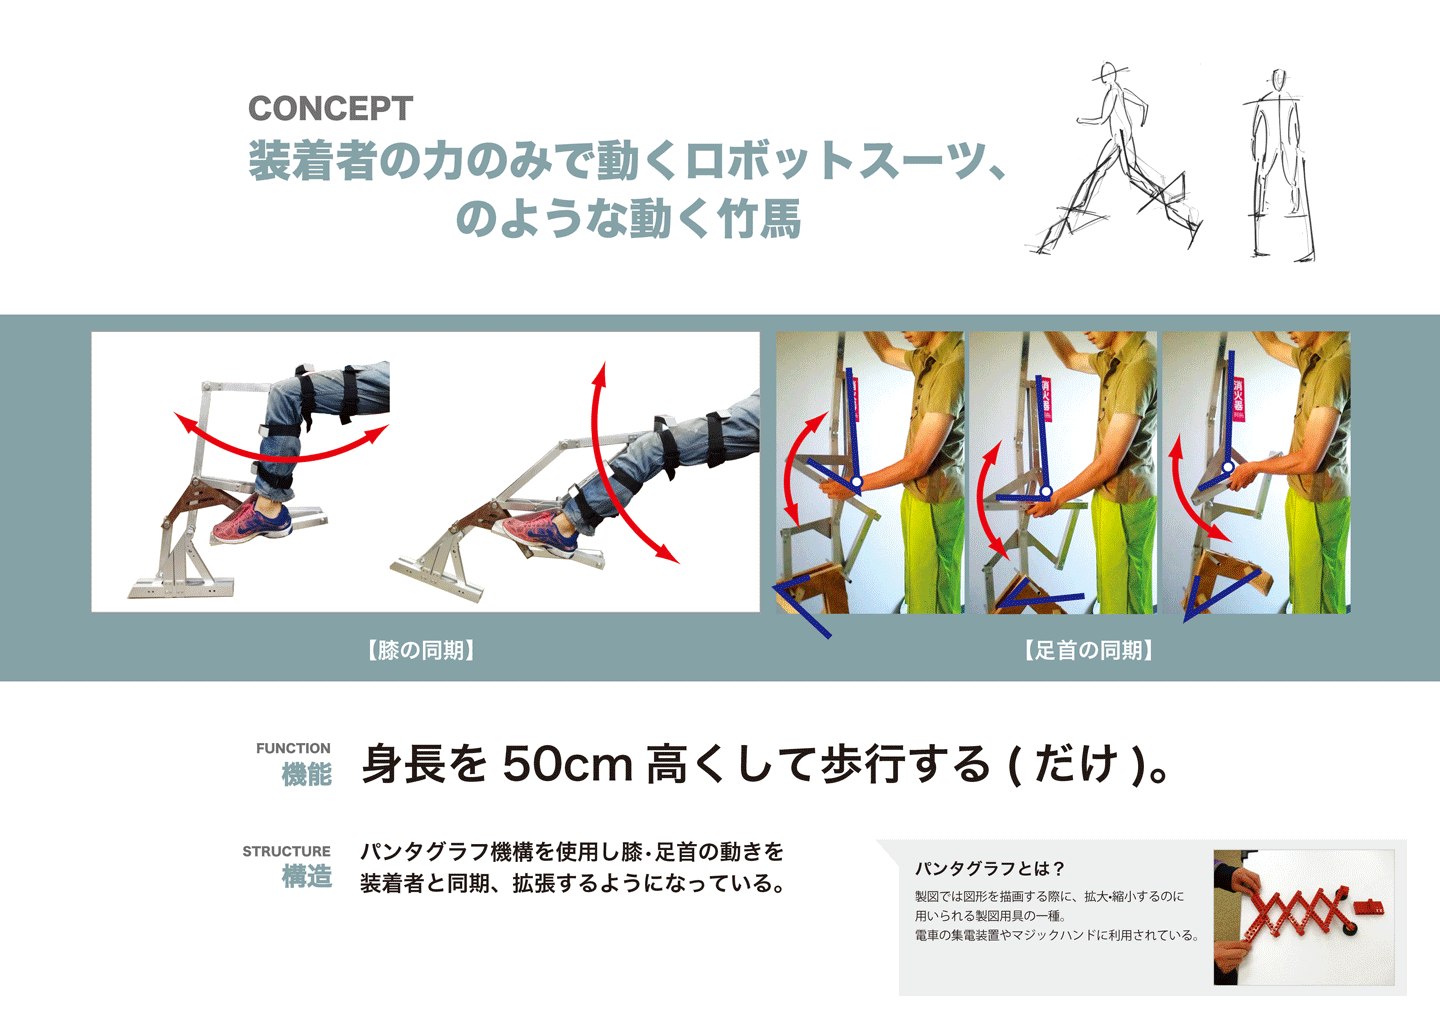 CONCEPT
装着者の力のみで動くロボットスーツ、
のような動く竹馬
消火器
消火器
【膝の同期】
【足首の同期】
FUNCTION
機能
身長を 50cm 高くして歩行する ( だけ )。
STRUCTURE
構造
パンタグラフ機構を使用し膝・足首の動きを
装着者と同期、拡張するようになっている。
パンタグラフとは？
製図では図形を描画する際に、拡大・縮小するのに
用いられる製図用具の一種。
電車の集電装置やマジックハンドに利用されている。